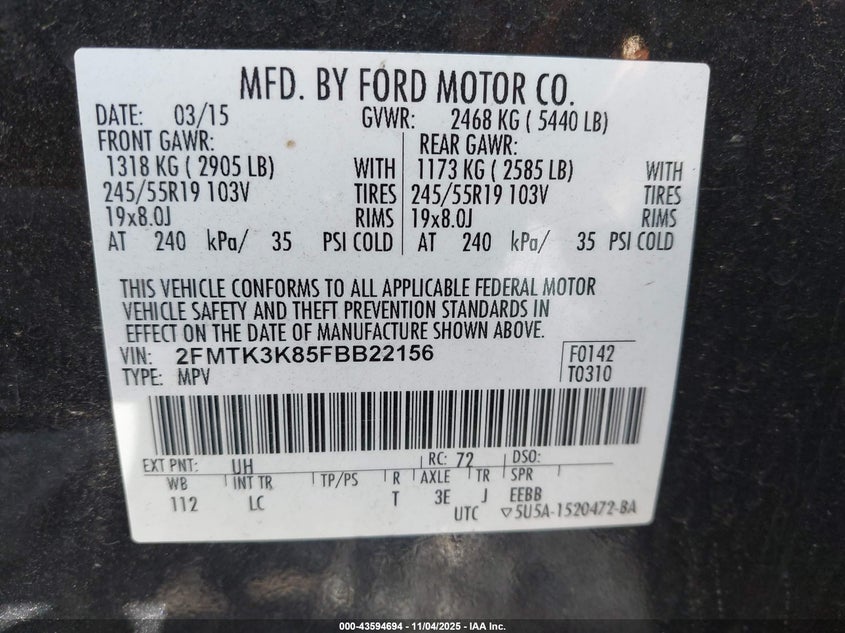 MFD. BY FORD MOTOR CO.
DATE: 03/15 GVWR: 2468 KG ( 5440 LB)
FRONT GAWR: REAR GAWR:
1318 KG ( 2905 LB) WITH 1173 KG ( 2585 LB) WITH
245/55R19 103V TIRES 245/55R19 103V TIRES
19x8.0J RIMS 19x8.0J RIMS
AT 240 kPa/ 35 PSI COLD AT 240 kPa/ 35 PSI COLD
THIS VEHICLE CONFORMS TO ALL APPLICABLE FEDERAL MOTOR
VEHICLE SAFETY AND THEFT PREVENTION STANDARDS IN
EFFECT ON THE DATE OF MANUFACTURE SHOWN ABOVE.
VIN: 2FMTK3K85FBB22156 F0142
TYPE: MPV T0310
EXT PNT: UH RC: 72 DSO:
WB INT TR TP/PS R AXLE TR SPR
112 LC T 3E J EEBB
UTC ▽5U5A-1520472-BA
000-43594694 - 11/04/2025 - IAA Inc.